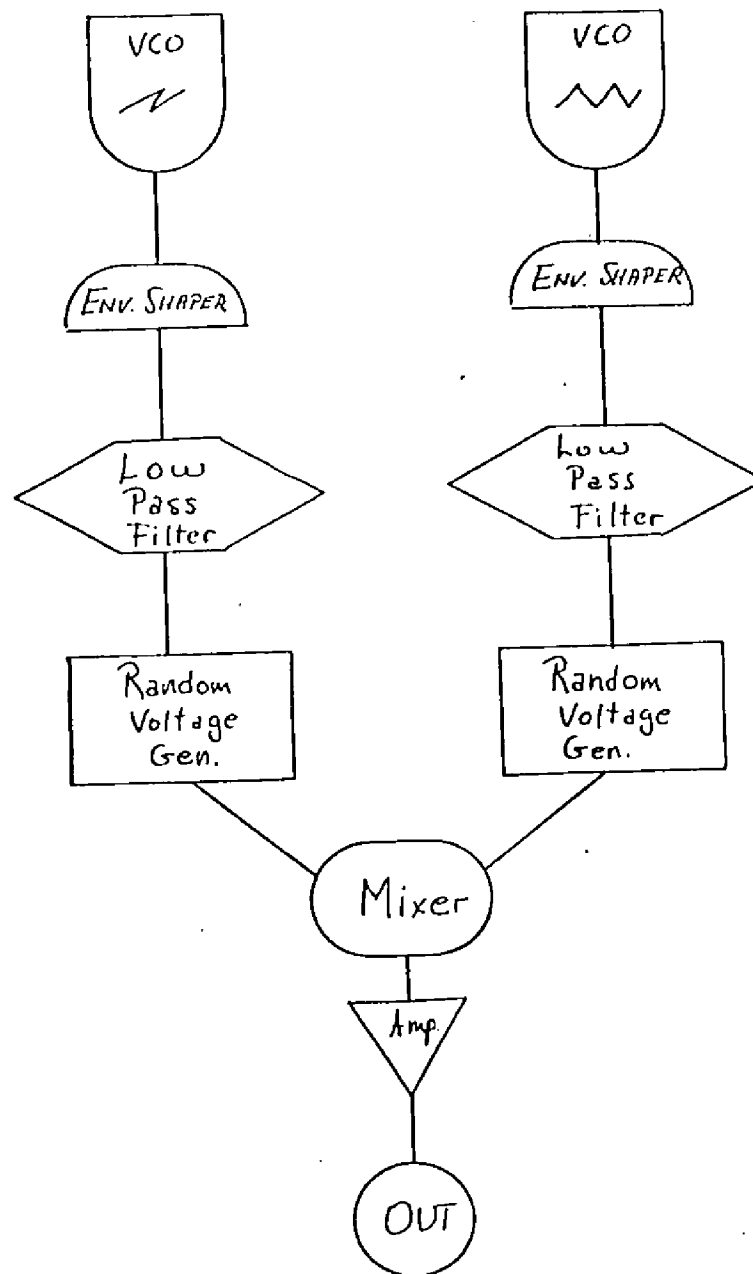 VCO
ENV. SHAPER
Low
Pass
Filter
Random
Voltage
Gen.
VCO
ENV. SHAPER
Low
Pass
Filter
Random
Voltage
Gen.
Mixer
Amp.
OUT